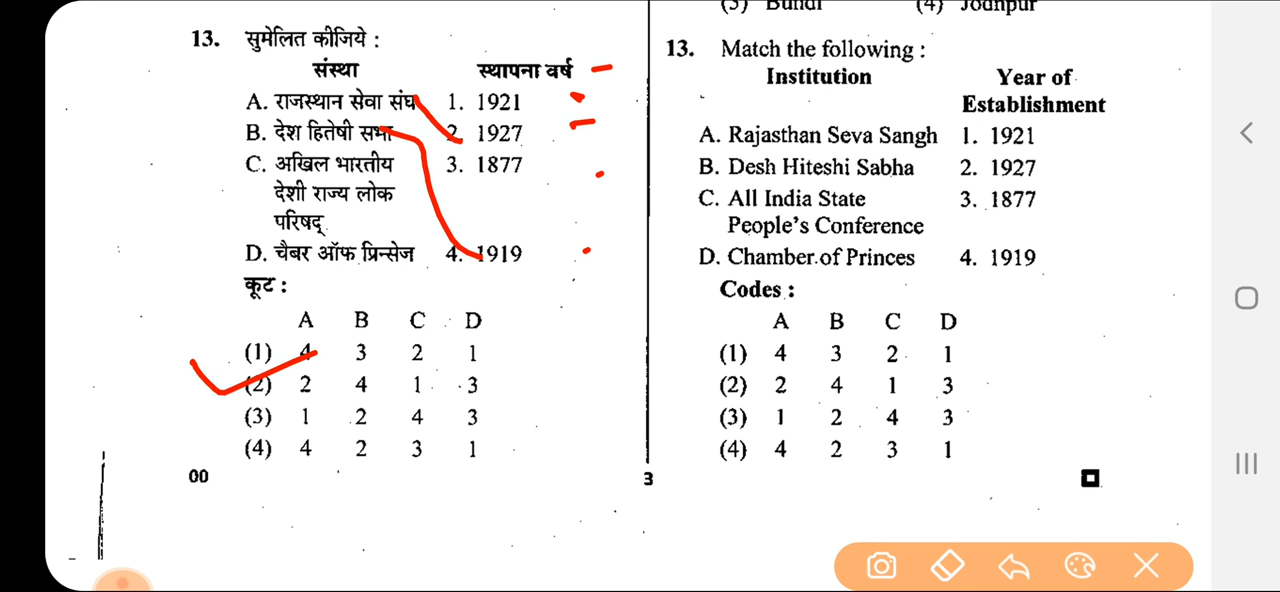 13. सुमेलित कीजिये :
संस्था स्थापना वर्ष
A. राजस्थान सेवा संघ 1. 1921
B. देश हितेषी सभा 2. 1927
C. अखिल भारतीय 3. 1877
देशी राज्य लोक
परिषद्
D. चैबर ऑफ प्रिन्सेज 4. 1919
कूट :
A B C D
(1) 4 3 2 1
(2) 2 4 1 3
(3) 1 2 4 3
(4) 4 2 3 1
00
3
(3) Bundi (4) Jodhpur
13. Match the following :
Institution Year of
Establishment
A. Rajasthan Seva Sangh 1. 1921
B. Desh Hiteshi Sabha 2. 1927
C. All India State 3. 1877
People's Conference
D. Chamber of Princes 4. 1919
Codes :
A B C D
(1) 4 3 2 1
(2) 2 4 1 3
(3) 1 2 4 3
(4) 4 2 3 1